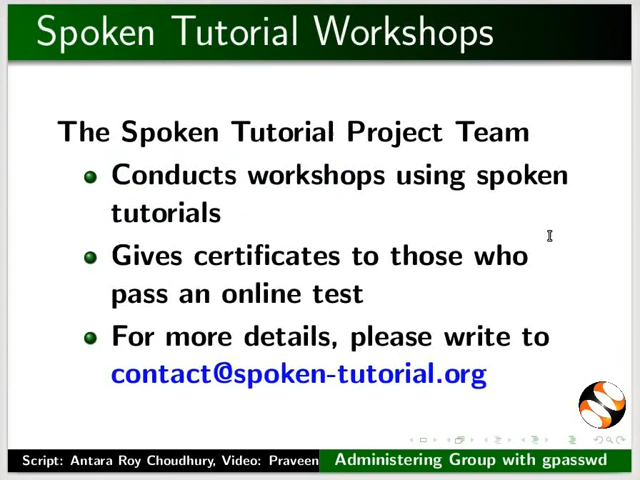 Spoken Tutorial Workshops
The Spoken Tutorial Project Team
Conducts workshops using spoken
tutorials
Gives certificates to those who
pass an online test
For more details, please write to
contact@spoken-tutorial.org
Script: Antara Roy Choudhury, Video: Praveen
Administering Group with gpasswd